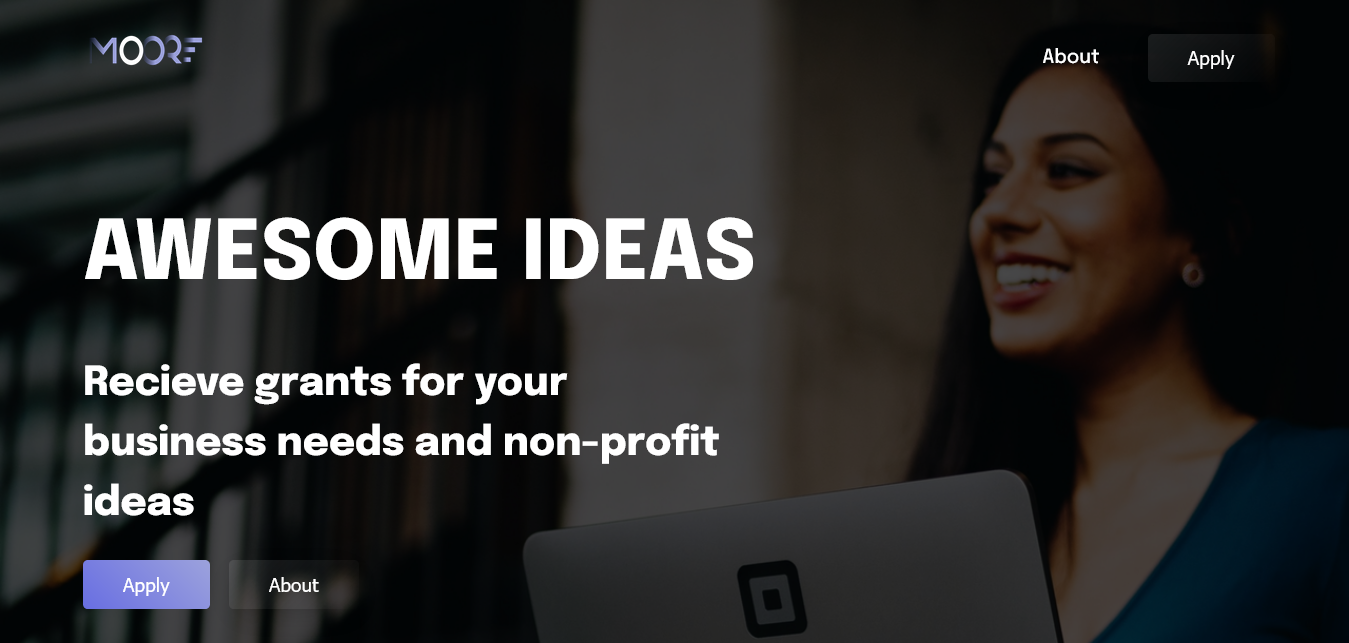 MOORE
About
Apply
AWESOME IDEAS
Recieve grants for your
business needs and non-profit
ideas
Apply
About